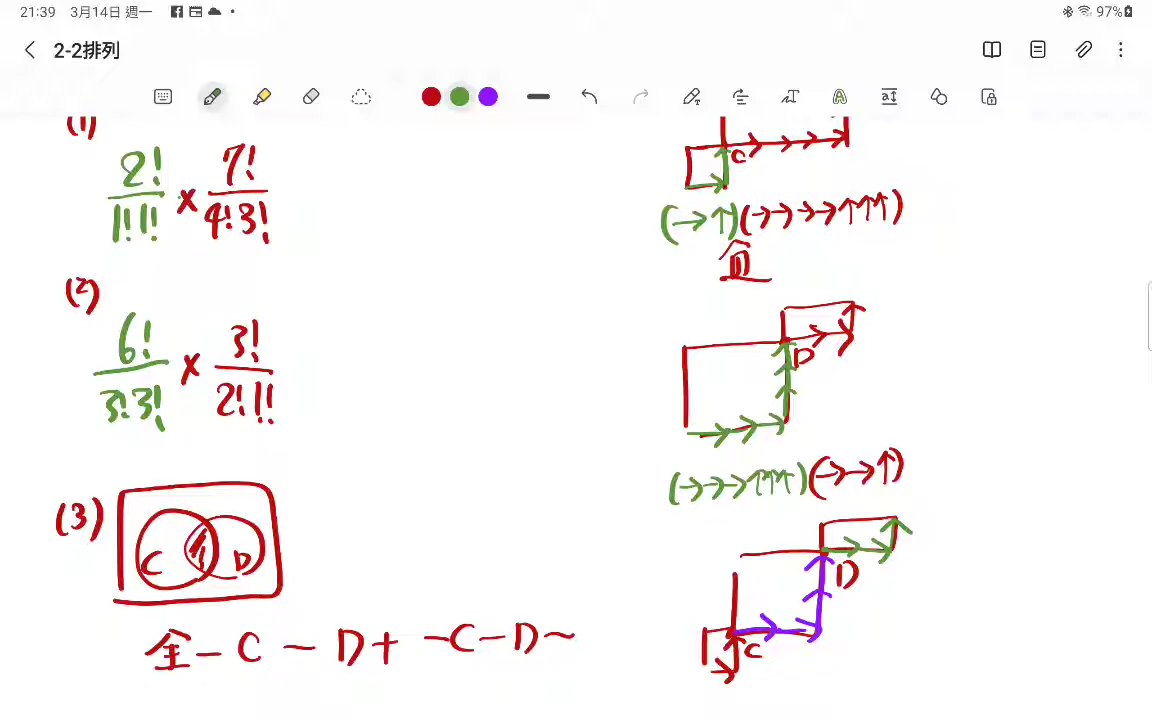 21:39 3月14日 週一 97%
2-2排列
(1)
2!/1!1! × 7!/4!3!
C
(→↑)(→→→→↑↑↑)
(2)
6!/3!3! × 3!/2!1!
D
(→→→↑↑↑)(→→↑)
(3)
C D
全-C-D+-C-D~
D
C